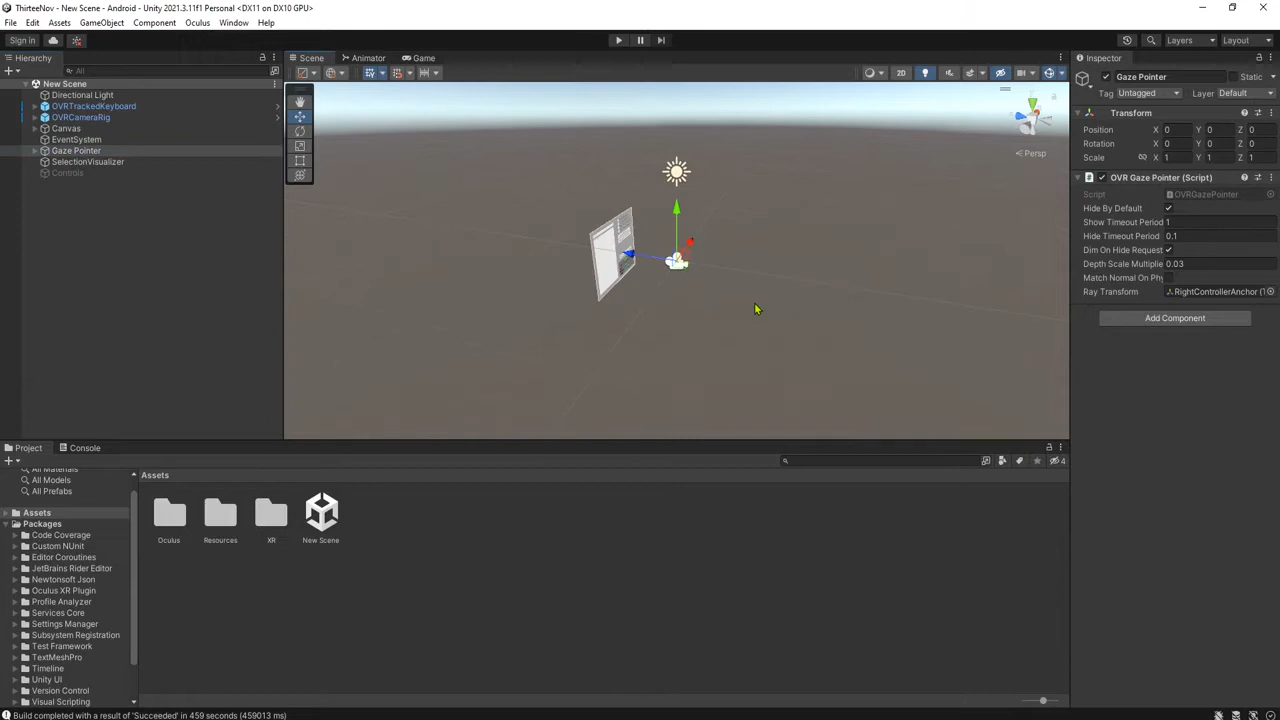 ThirteeNov - New Scene - Android - Unity 2021.3.11f1 Personal <DX11 on DX10 GPU>
File Edit Assets GameObject Component Oculus Window Help
Sign in
Layers
Layout
Hierarchy
Scene
Animator
Game
Inspector
All
2D
New Scene
Directional Light
OVRTrackedKeyboard
OVRCameraRig
Canvas
EventSystem
Gaze Pointer
SelectionVisualizer
Controls
Persp
Gaze Pointer
Static
Tag Untagged
Layer Default
Transform
Position X 0 Y 0 Z 0
Rotation X 0 Y 0 Z 0
Scale X 1 Y 1 Z 1
OVR Gaze Pointer (Script)
Script OVRGazePointer
Hide By Default
Show Timeout Period 1
Hide Timeout Period 0.1
Dim On Hide Request
Depth Scale Multiplie 0.03
Match Normal On Phy
Ray Transform RightControllerAnchor (T
Add Component
Project
Console
4
All Materials
All Models
All Prefabs
Assets
Packages
Code Coverage
Custom NUnit
Editor Coroutines
JetBrains Rider Editor
Newtonsoft Json
Oculus XR Plugin
Profile Analyzer
Services Core
Settings Manager
Subsystem Registration
Test Framework
TextMeshPro
Timeline
Unity UI
Version Control
Visual Scripting
Assets
Oculus
Resources
XR
New Scene
Build completed with a result of 'Succeeded' in 459 seconds (459013 ms)